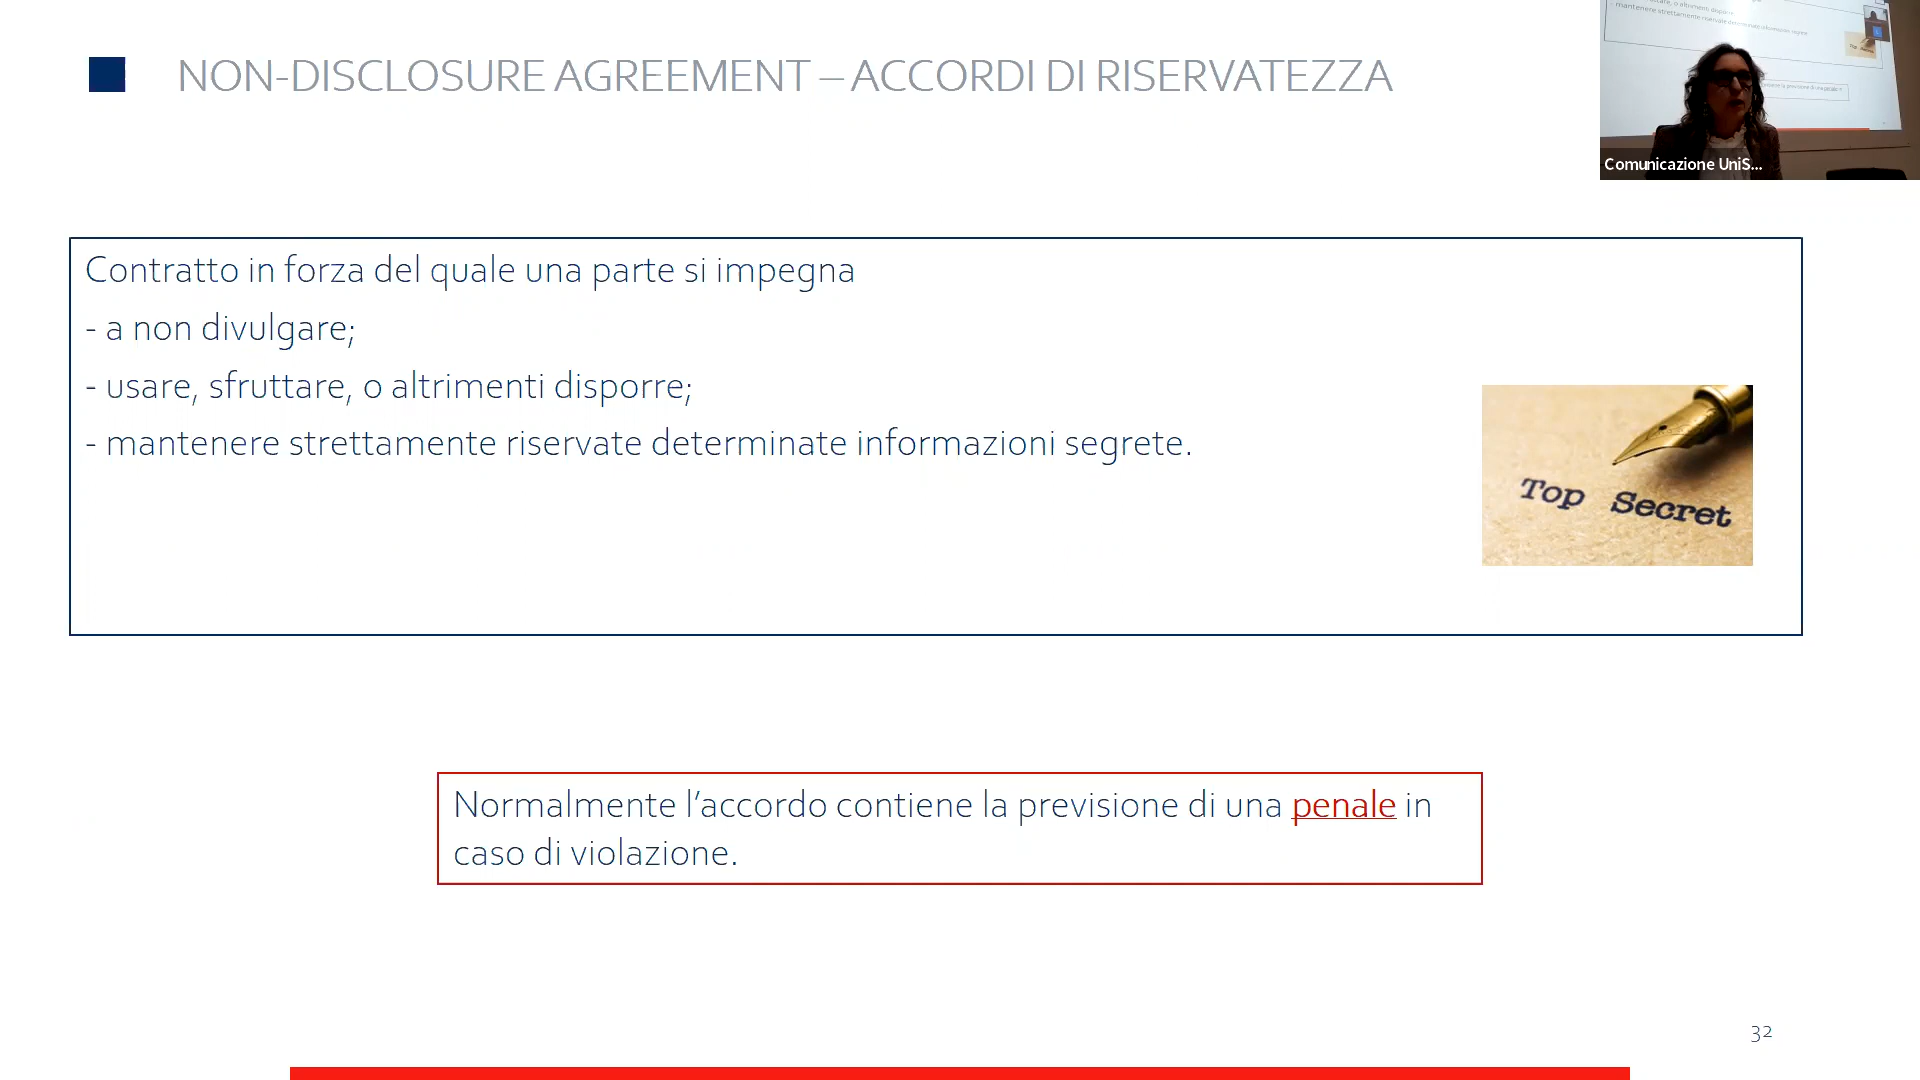 NON-DISCLOSURE AGREEMENT – ACCORDI DI RISERVATEZZA
Comunicazione UniS...
Contratto in forza del quale una parte si impegna
- a non divulgare;
- usare, sfruttare, o altrimenti disporre;
- mantenere strettamente riservate determinate informazioni segrete.
Top Secret
Normalmente l’accordo contiene la previsione di una penale in
caso di violazione.
32